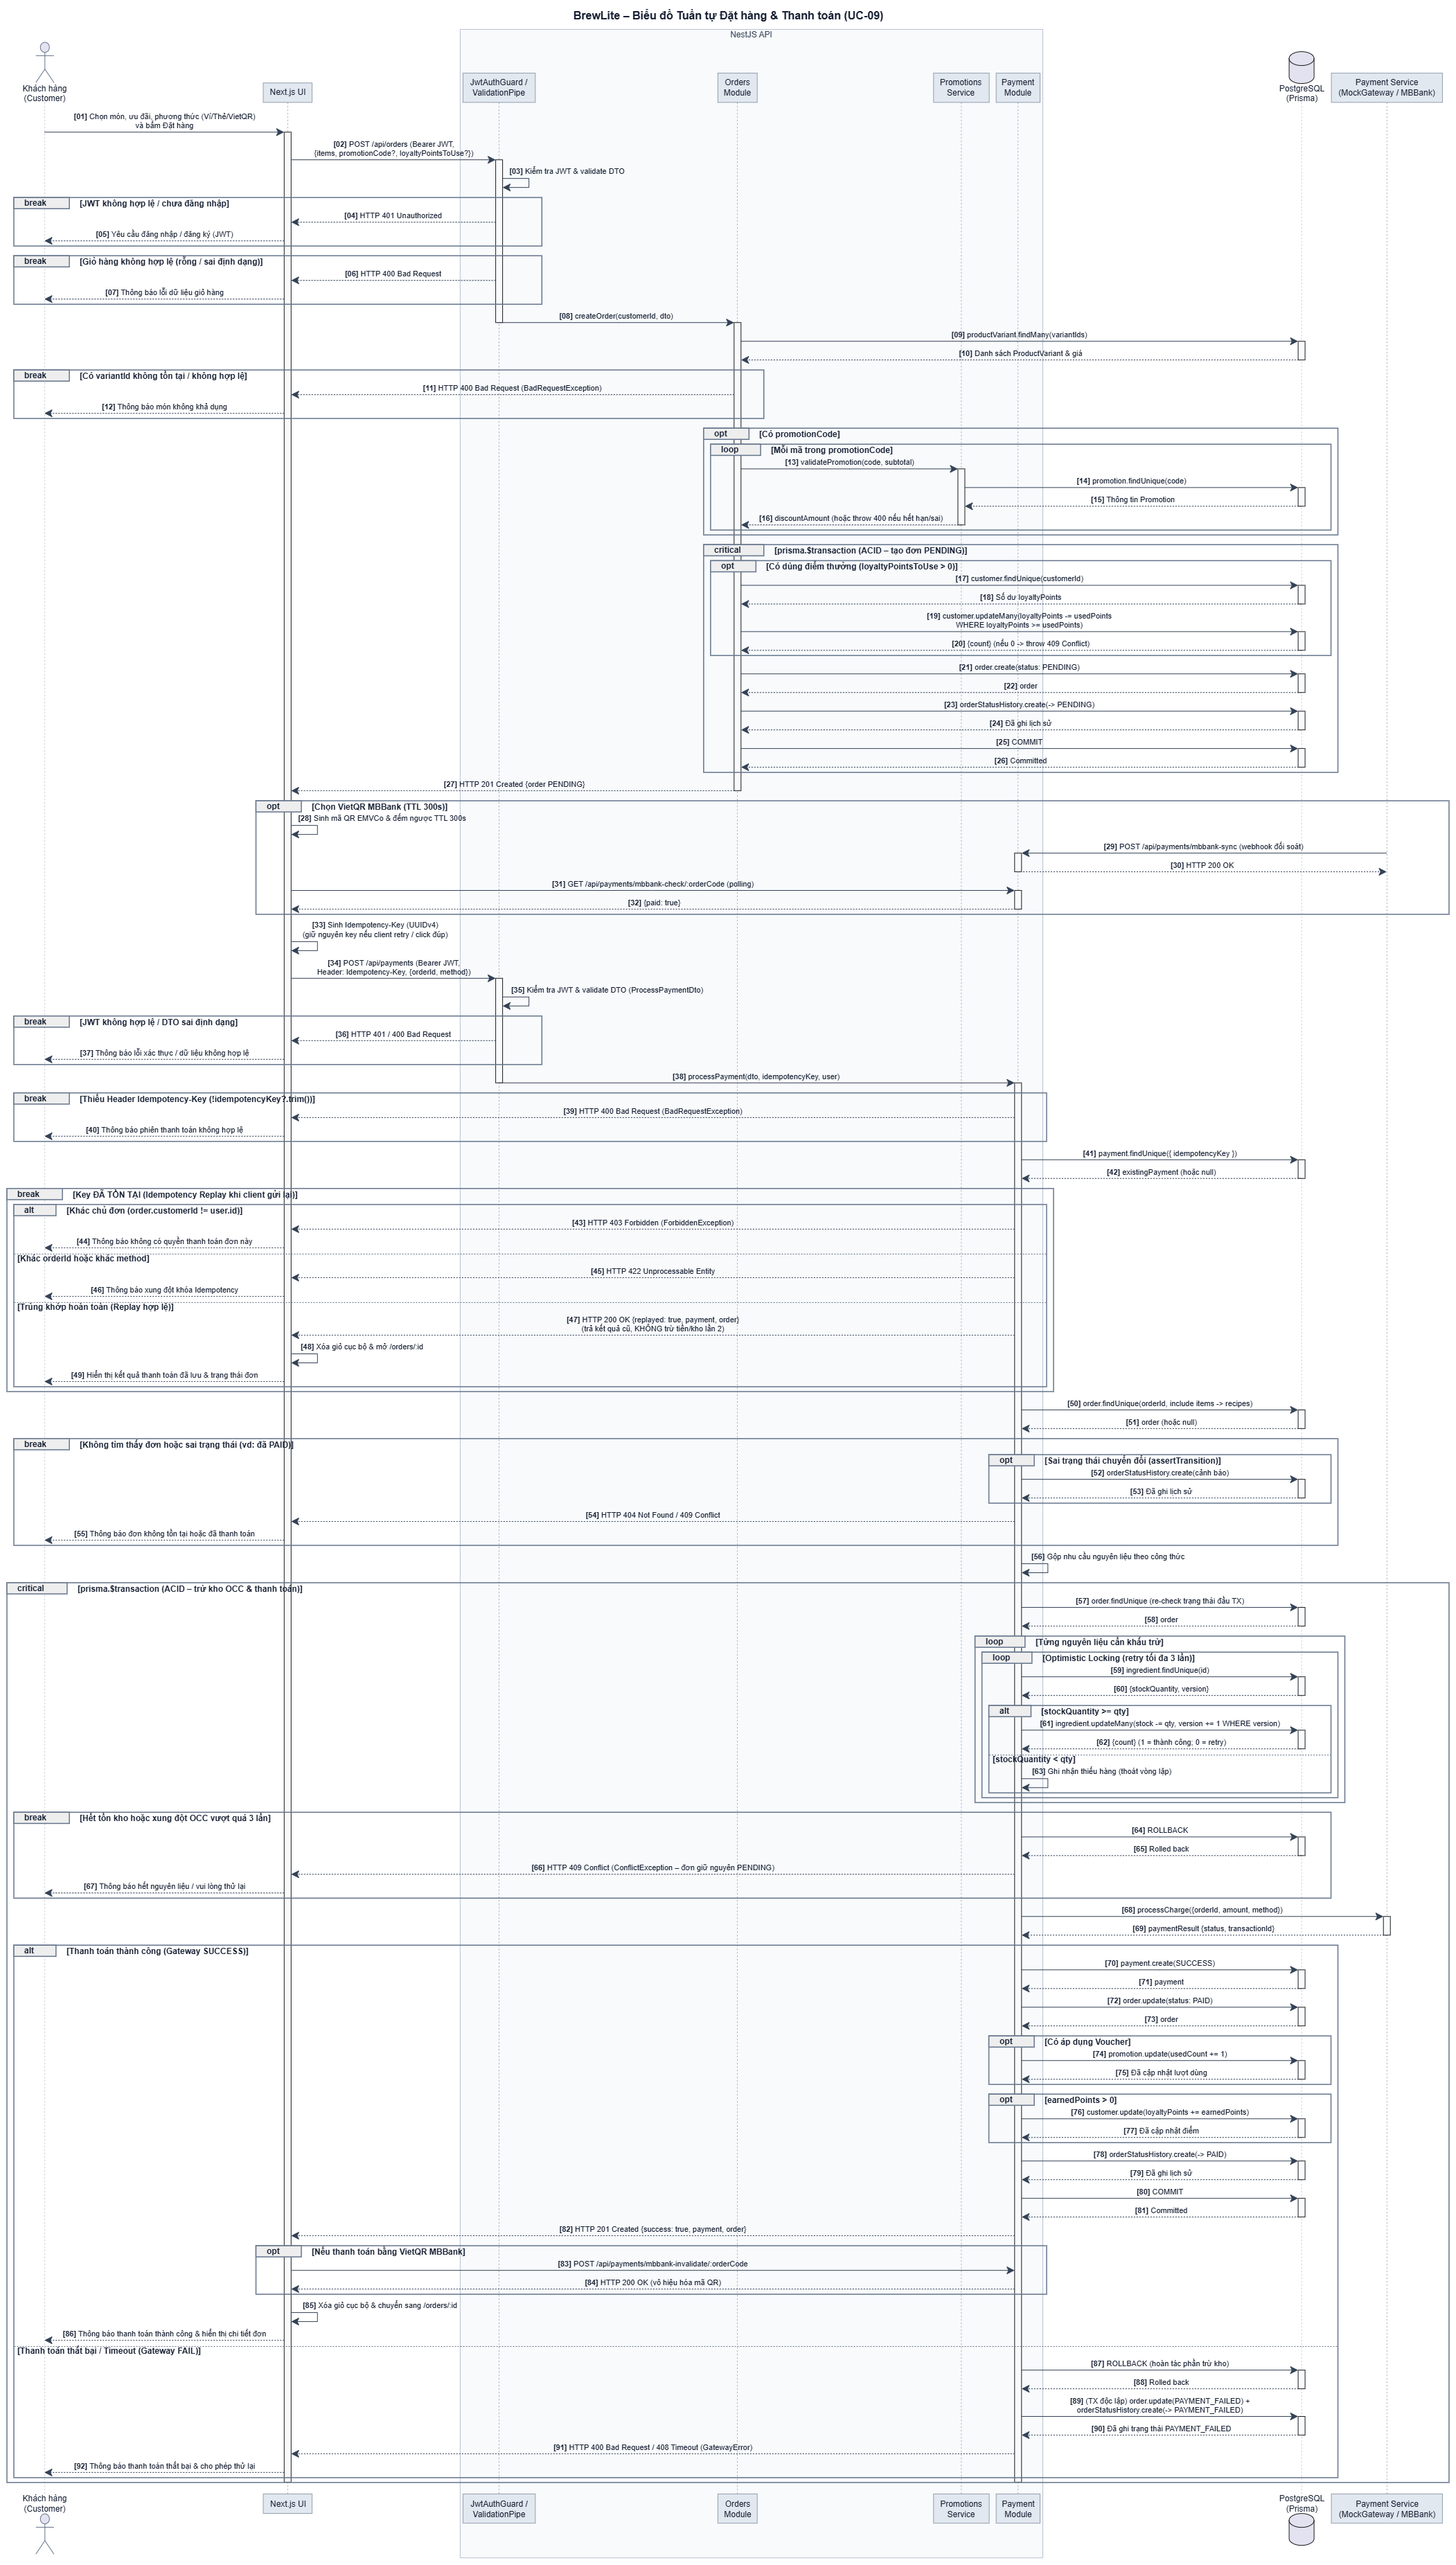 BrewLite – Biểu đồ Tuần tự Đặt hàng & Thanh toán (UC-09)
NestJS API
Khách hàng
(Customer)
Next.js UI
JwtAuthGuard /
ValidationPipe
Orders
Module
Promotions
Service
Payment
Module
PostgreSQL
(Prisma)
Payment Service
(MockGateway / MBBank)
[01] Chọn món, ưu đãi, phương thức (Ví/Thẻ/VietQR)
và bấm Đặt hàng
[02] POST /api/orders (Bearer JWT,
{items, promotionCode?, loyaltyPointsToUse?})
[03] Kiểm tra JWT & validate DTO
break
[JWT không hợp lệ / chưa đăng nhập]
[04] HTTP 401 Unauthorized
[05] Yêu cầu đăng nhập / đăng ký (JWT)
break
[Giỏ hàng không hợp lệ (rỗng / sai định dạng)]
[06] HTTP 400 Bad Request
[07] Thông báo lỗi dữ liệu giỏ hàng
[08] createOrder(customerId, dto)
[09] productVariant.findMany(variantIds)
[10] Danh sách ProductVariant & giá
break
[Có variantId không tồn tại / không hợp lệ]
[11] HTTP 400 Bad Request (BadRequestException)
[12] Thông báo món không khả dụng
opt
[Có promotionCode]
loop
[Mỗi mã trong promotionCode]
[13] validatePromotion(code, subtotal)
[14] promotion.findUnique(code)
[15] Thông tin Promotion
[16] discountAmount (hoặc throw 400 nếu hết hạn/sai)
critical
[prisma.$transaction (ACID – tạo đơn PENDING)]
opt
[Có dùng điểm thưởng (loyaltyPointsToUse > 0)]
[17] customer.findUnique(customerId)
[18] Số dư loyaltyPoints
[19] customer.updateMany(loyaltyPoints -= usedPoints
WHERE loyaltyPoints >= usedPoints)
[20] {count} (nếu 0 -> throw 409 Conflict)
[21] order.create(status: PENDING)
[22] order
[23] orderStatusHistory.create(-> PENDING)
[24] Đã ghi lịch sử
[25] COMMIT
[26] Committed
[27] HTTP 201 Created {order PENDING}
opt
[Chọn VietQR MBBank (TTL 300s)]
[28] Sinh mã QR EMVCo & đếm ngược TTL 300s
[29] POST /api/payments/mbbank-sync (webhook đối soát)
[30] HTTP 200 OK
[31] GET /api/payments/mbbank-check/:orderCode (polling)
[32] {paid: true}
[33] Sinh Idempotency-Key (UUIDv4)
(giữ nguyên key nếu client retry / click đúp)
[34] POST /api/payments (Bearer JWT,
Header: Idempotency-Key, {orderId, method})
[35] Kiểm tra JWT & validate DTO (ProcessPaymentDto)
break
[JWT không hợp lệ / DTO sai định dạng]
[36] HTTP 401 / 400 Bad Request
[37] Thông báo lỗi xác thực / dữ liệu không hợp lệ
[38] processPayment(dto, idempotencyKey, user)
break
[Thiếu Header Idempotency-Key (!idempotencyKey?.trim())]
[39] HTTP 400 Bad Request (BadRequestException)
[40] Thông báo phiên thanh toán không hợp lệ
[41] payment.findUnique({ idempotencyKey })
[42] existingPayment (hoặc null)
break
[Key ĐÃ TỒN TẠI (Idempotency Replay khi client gửi lại)]
alt
[Khác chủ đơn (order.customerId != user.id)]
[43] HTTP 403 Forbidden (ForbiddenException)
[44] Thông báo không có quyền thanh toán đơn này
[Khác orderId hoặc khác method]
[45] HTTP 422 Unprocessable Entity
[46] Thông báo xung đột khóa Idempotency
[Trùng khớp hoàn toàn (Replay hợp lệ)]
[47] HTTP 200 OK {replayed: true, payment, order}
(trả kết quả cũ, KHÔNG trừ tiền/kho lần 2)
[48] Xóa giỏ cục bộ & mở /orders/:id
[49] Hiển thị kết quả thanh toán đã lưu & trạng thái đơn
[50] order.findUnique(orderId, include items -> recipes)
[51] order (hoặc null)
break
[Không tìm thấy đơn hoặc sai trạng thái (vd: đã PAID)]
opt
[Sai trạng thái chuyển đổi (assertTransition)]
[52] orderStatusHistory.create(cảnh báo)
[53] Đã ghi lịch sử
[54] HTTP 404 Not Found / 409 Conflict
[55] Thông báo đơn không tồn tại hoặc đã thanh toán
[56] Gộp nhu cầu nguyên liệu theo công thức
critical
[prisma.$transaction (ACID – trừ kho OCC & thanh toán)]
[57] order.findUnique (re-check trạng thái đầu TX)
[58] order
loop
[Từng nguyên liệu cần khấu trừ]
loop
[Optimistic Locking (retry tối đa 3 lần)]
[59] ingredient.findUnique(id)
[60] {stockQuantity, version}
alt
[stockQuantity >= qty]
[61] ingredient.updateMany(stock -= qty, version += 1 WHERE version)
[62] {count} (1 = thành công; 0 = retry)
[stockQuantity < qty]
[63] Ghi nhận thiếu hàng (thoát vòng lặp)
break
[Hết tồn kho hoặc xung đột OCC vượt quá 3 lần]
[64] ROLLBACK
[65] Rolled back
[66] HTTP 409 Conflict (ConflictException – đơn giữ nguyên PENDING)
[67] Thông báo hết nguyên liệu / vui lòng thử lại
[68] processCharge({orderId, amount, method})
[69] paymentResult {status, transactionId}
alt
[Thanh toán thành công (Gateway SUCCESS)]
[70] payment.create(SUCCESS)
[71] payment
[72] order.update(status: PAID)
[73] order
opt
[Có áp dụng Voucher]
[74] promotion.update(usedCount += 1)
[75] Đã cập nhật lượt dùng
opt
[earnedPoints > 0]
[76] customer.update(loyaltyPoints += earnedPoints)
[77] Đã cập nhật điểm
[78] orderStatusHistory.create(-> PAID)
[79] Đã ghi lịch sử
[80] COMMIT
[81] Committed
[82] HTTP 201 Created {success: true, payment, order}
opt
[Nếu thanh toán bằng VietQR MBBank]
[83] POST /api/payments/mbbank-invalidate/:orderCode
[84] HTTP 200 OK (vô hiệu hóa mã QR)
[85] Xóa giỏ cục bộ & chuyển sang /orders/:id
[86] Thông báo thanh toán thành công & hiển thị chi tiết đơn
[Thanh toán thất bại / Timeout (Gateway FAIL)]
[87] ROLLBACK (hoàn tác phần trừ kho)
[88] Rolled back
[89] (TX độc lập) order.update(PAYMENT_FAILED) +
orderStatusHistory.create(-> PAYMENT_FAILED)
[90] Đã ghi trạng thái PAYMENT_FAILED
[91] HTTP 400 Bad Request / 408 Timeout (GatewayError)
[92] Thông báo thanh toán thất bại & cho phép thử lại
Khách hàng
(Customer)
Next.js UI
JwtAuthGuard /
ValidationPipe
Orders
Module
Promotions
Service
Payment
Module
PostgreSQL
(Prisma)
Payment Service
(MockGateway / MBBank)